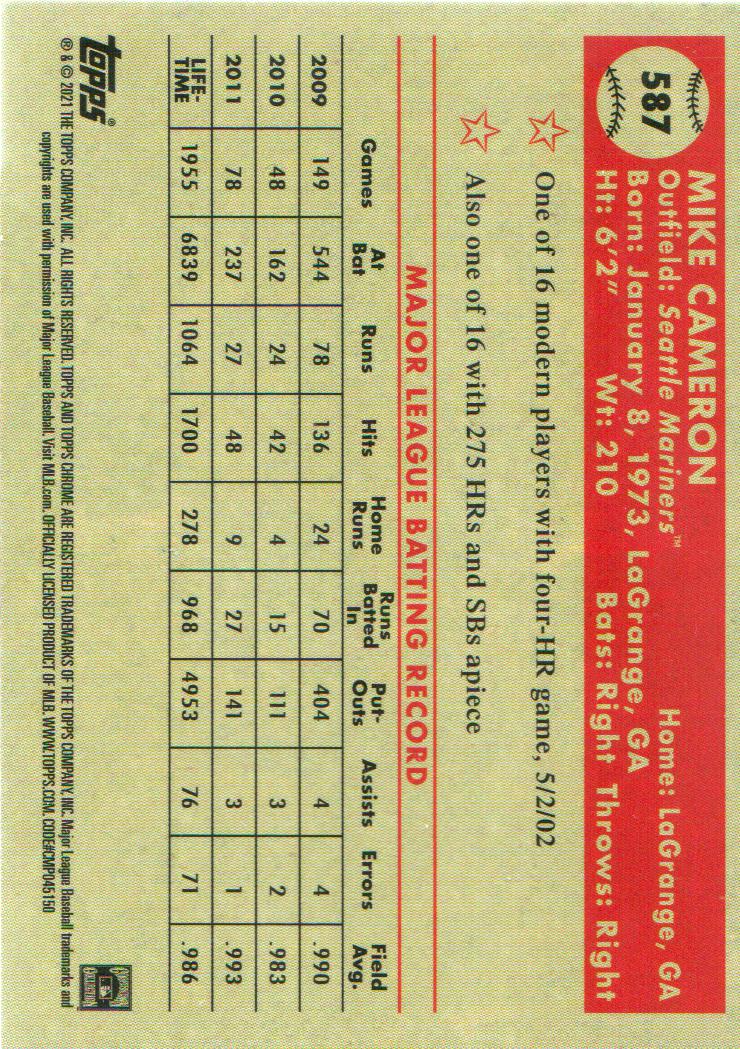 587
MIKE CAMERON
Outfield: Seattle Mariners™ Home: LaGrange, GA
Born: January 8, 1973, LaGrange, GA
Ht: 6'2" Wt: 210 Bats: Right Throws: Right
One of 16 modern players with four-HR game, 5/2/02
Also one of 16 with 275 HRs and SBs apiece
MAJOR LEAGUE BATTING RECORD
Games At Bat Runs Hits Home Runs Runs Batted In Put-Outs Assists Errors Field Avg.
2009 149 544 78 136 24 70 404 4 4 .990
2010 48 162 24 42 4 15 111 3 2 .983
2011 78 237 27 48 9 27 141 3 1 .993
LIFE-TIME 1955 6839 1064 1700 278 968 4953 76 71 .986
topps®
® & © 2021 THE TOPPS COMPANY, INC. ALL RIGHTS RESERVED. TOPPS AND TOPPS CHROME ARE REGISTERED TRADEMARKS OF THE TOPPS COMPANY, INC. Major League Baseball trademarks and
copyrights are used with permission of Major League Baseball. Visit MLB.com. OFFICIALLY LICENSED PRODUCT OF MLB. WWW.TOPPS.COM. CODE#CMP045150